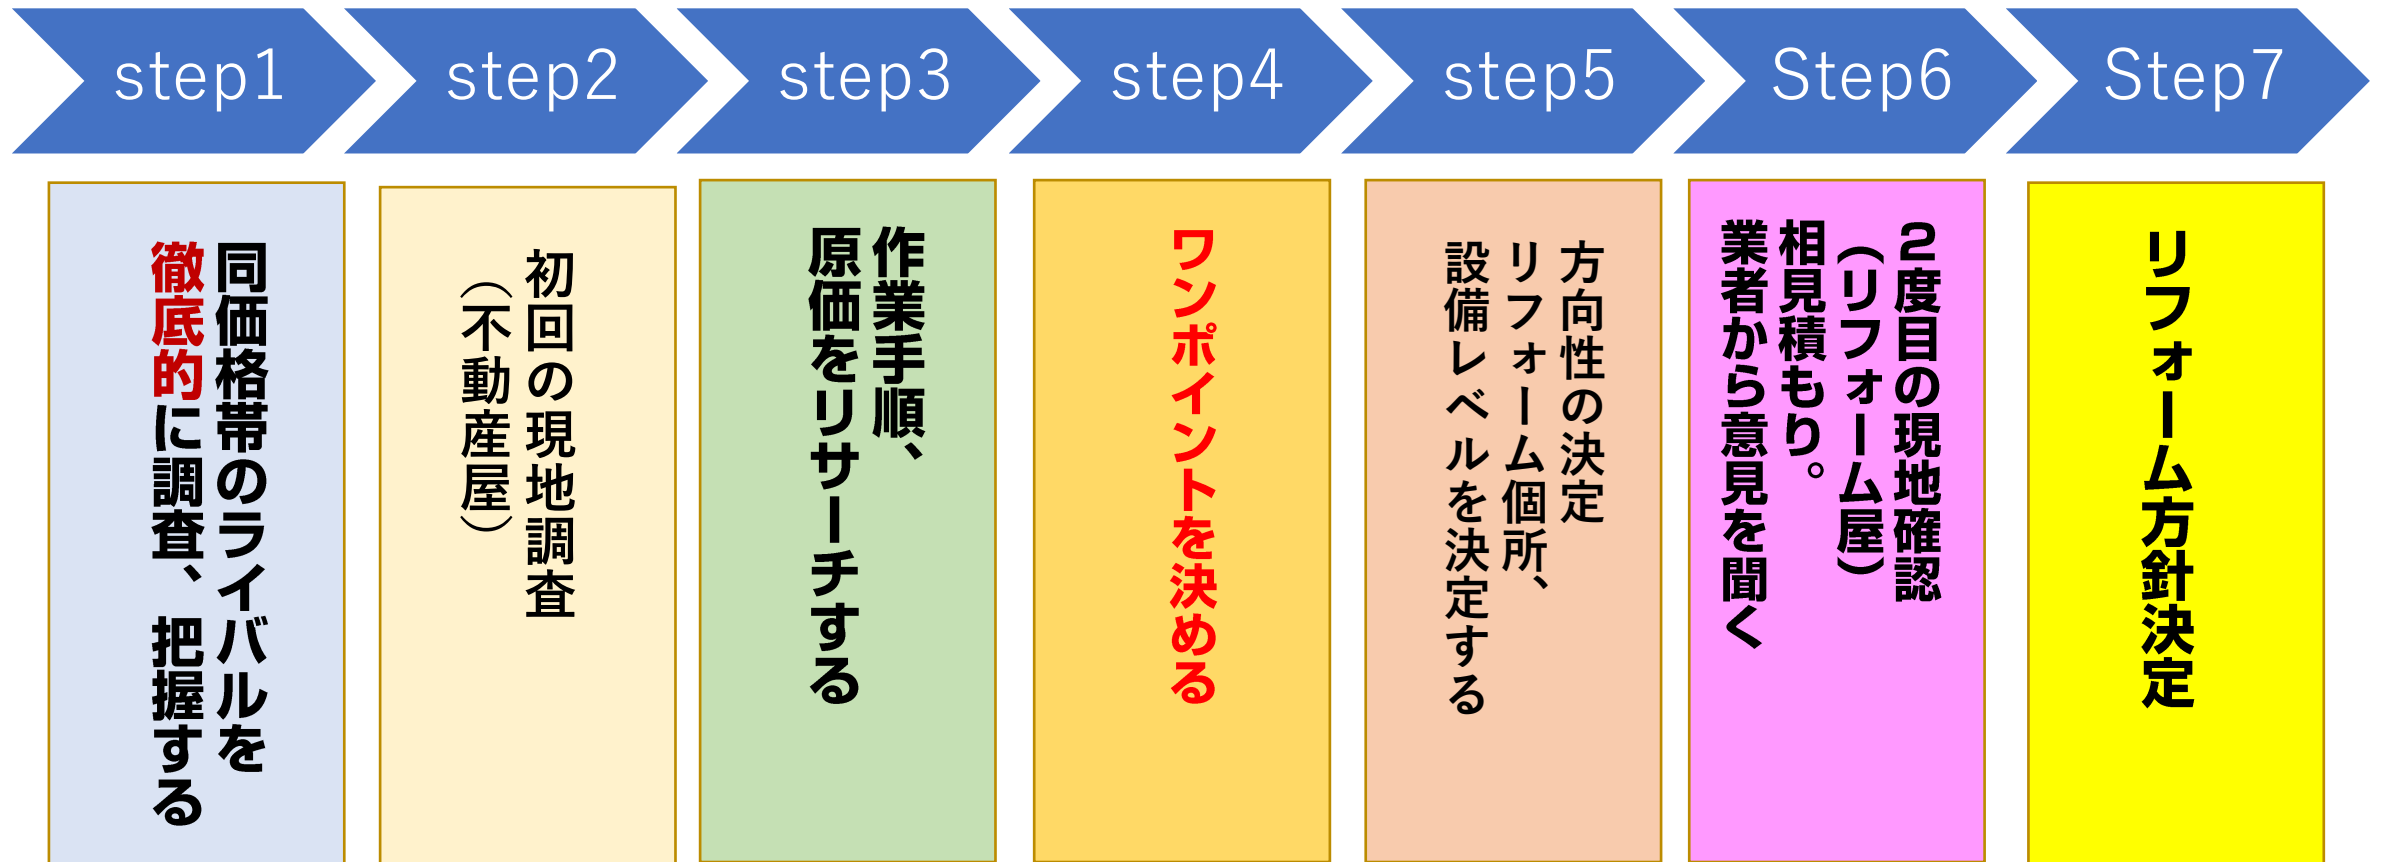 step1
step2
step3
step4
step5
Step6
Step7
同価格帯のライバルを
徹底的に調査、把握する
初回の現地調査
（不動産屋）
作業手順、
原価をリサーチする
ワンポイントを決める
方向性の決定
リフォーム個所、
設備レベルを決定する
２度目の現地確認
（リフォーム屋）
相見積もり。
業者から意見を聞く
リフォーム方針決定